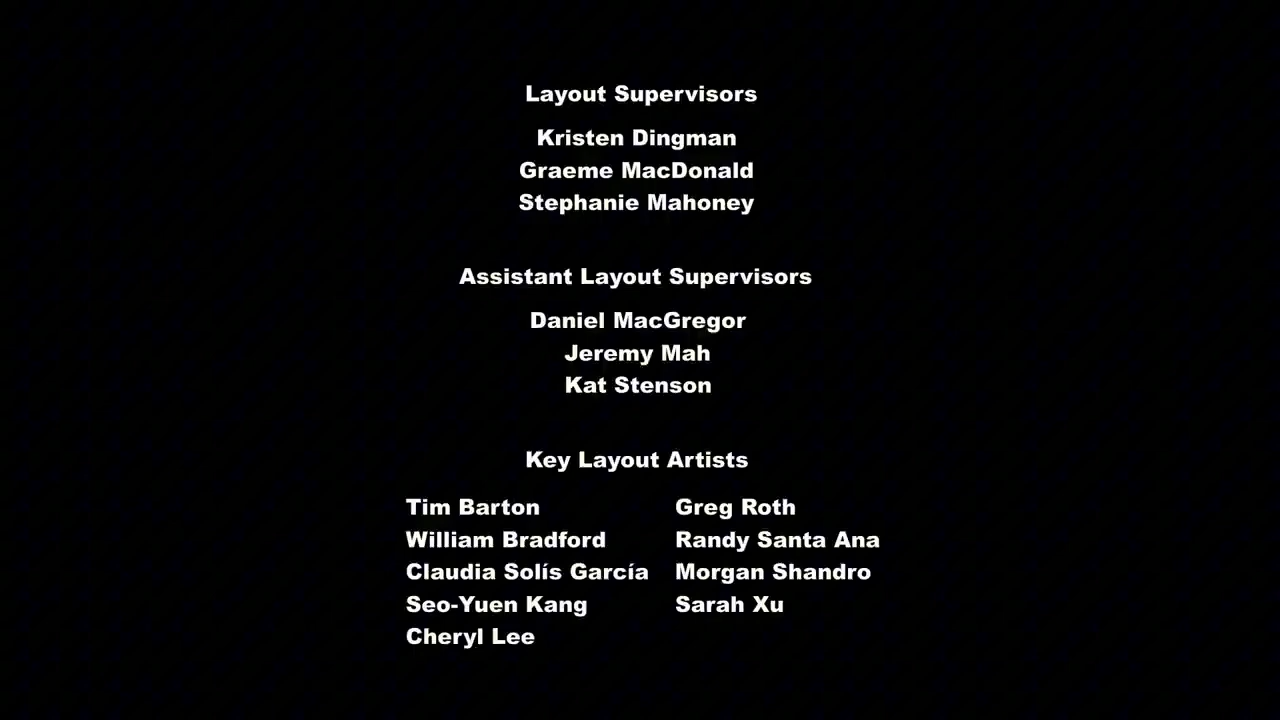 Layout Supervisors
Kristen Dingman
Graeme MacDonald
Stephanie Mahoney
Assistant Layout Supervisors
Daniel MacGregor
Jeremy Mah
Kat Stenson
Key Layout Artists
Tim Barton
William Bradford
Claudia Solís García
Seo-Yuen Kang
Cheryl Lee
Greg Roth
Randy Santa Ana
Morgan Shandro
Sarah Xu